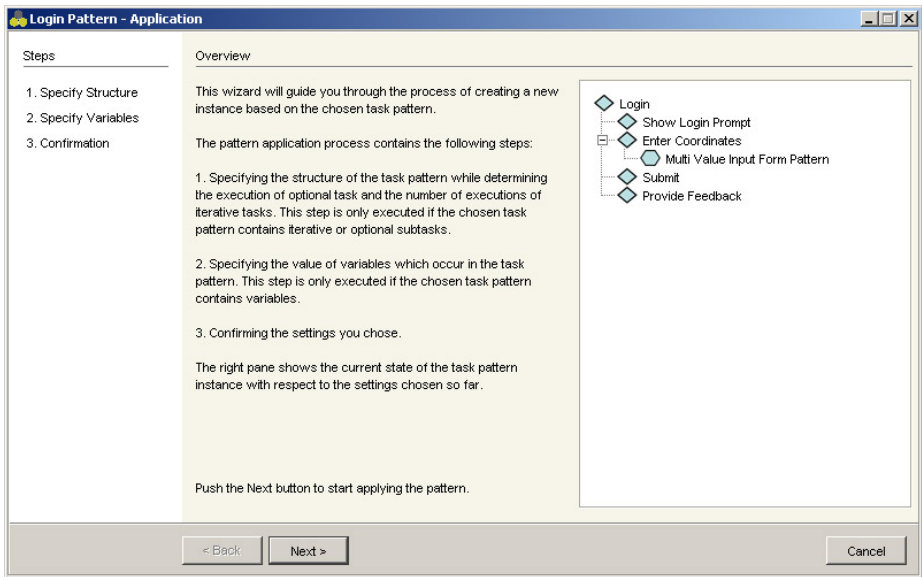 Login Pattern - Application
Steps
1. Specify Structure
2. Specify Variables
3. Confirmation
Overview
This wizard will guide you through the process of creating a new
instance based on the chosen task pattern.
The pattern application process contains the following steps:
1. Specifying the structure of the task pattern while determining
the execution of optional task and the number of executions of
iterative tasks. This step is only executed if the chosen task
pattern contains iterative or optional subtasks.
2. Specifying the value of variables which occur in the task
pattern. This step is only executed if the chosen task pattern
contains variables.
3. Confirming the settings you chose.
The right pane shows the current state of the task pattern
instance with respect to the settings chosen so far.
Push the Next button to start applying the pattern.
Login
Show Login Prompt
Enter Coordinates
Multi Value Input Form Pattern
Submit
Provide Feedback
< Back
Next >
Cancel